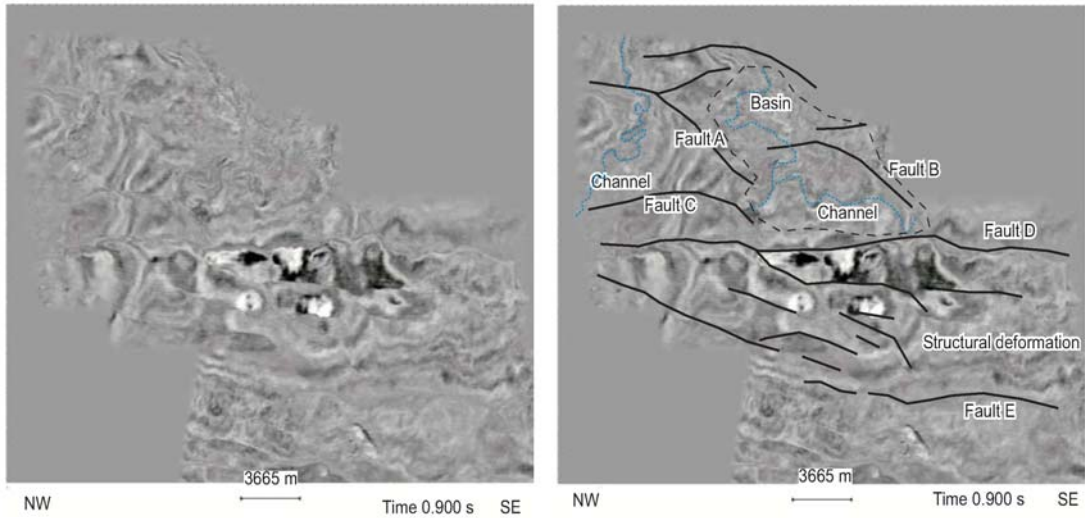 3665 m
NW
Time 0.900 s
SE
Basin
Fault A
Fault B
Channel
Fault C
Channel
Fault D
Structural deformation
Fault E
3665 m
NW
Time 0.900 s
SE